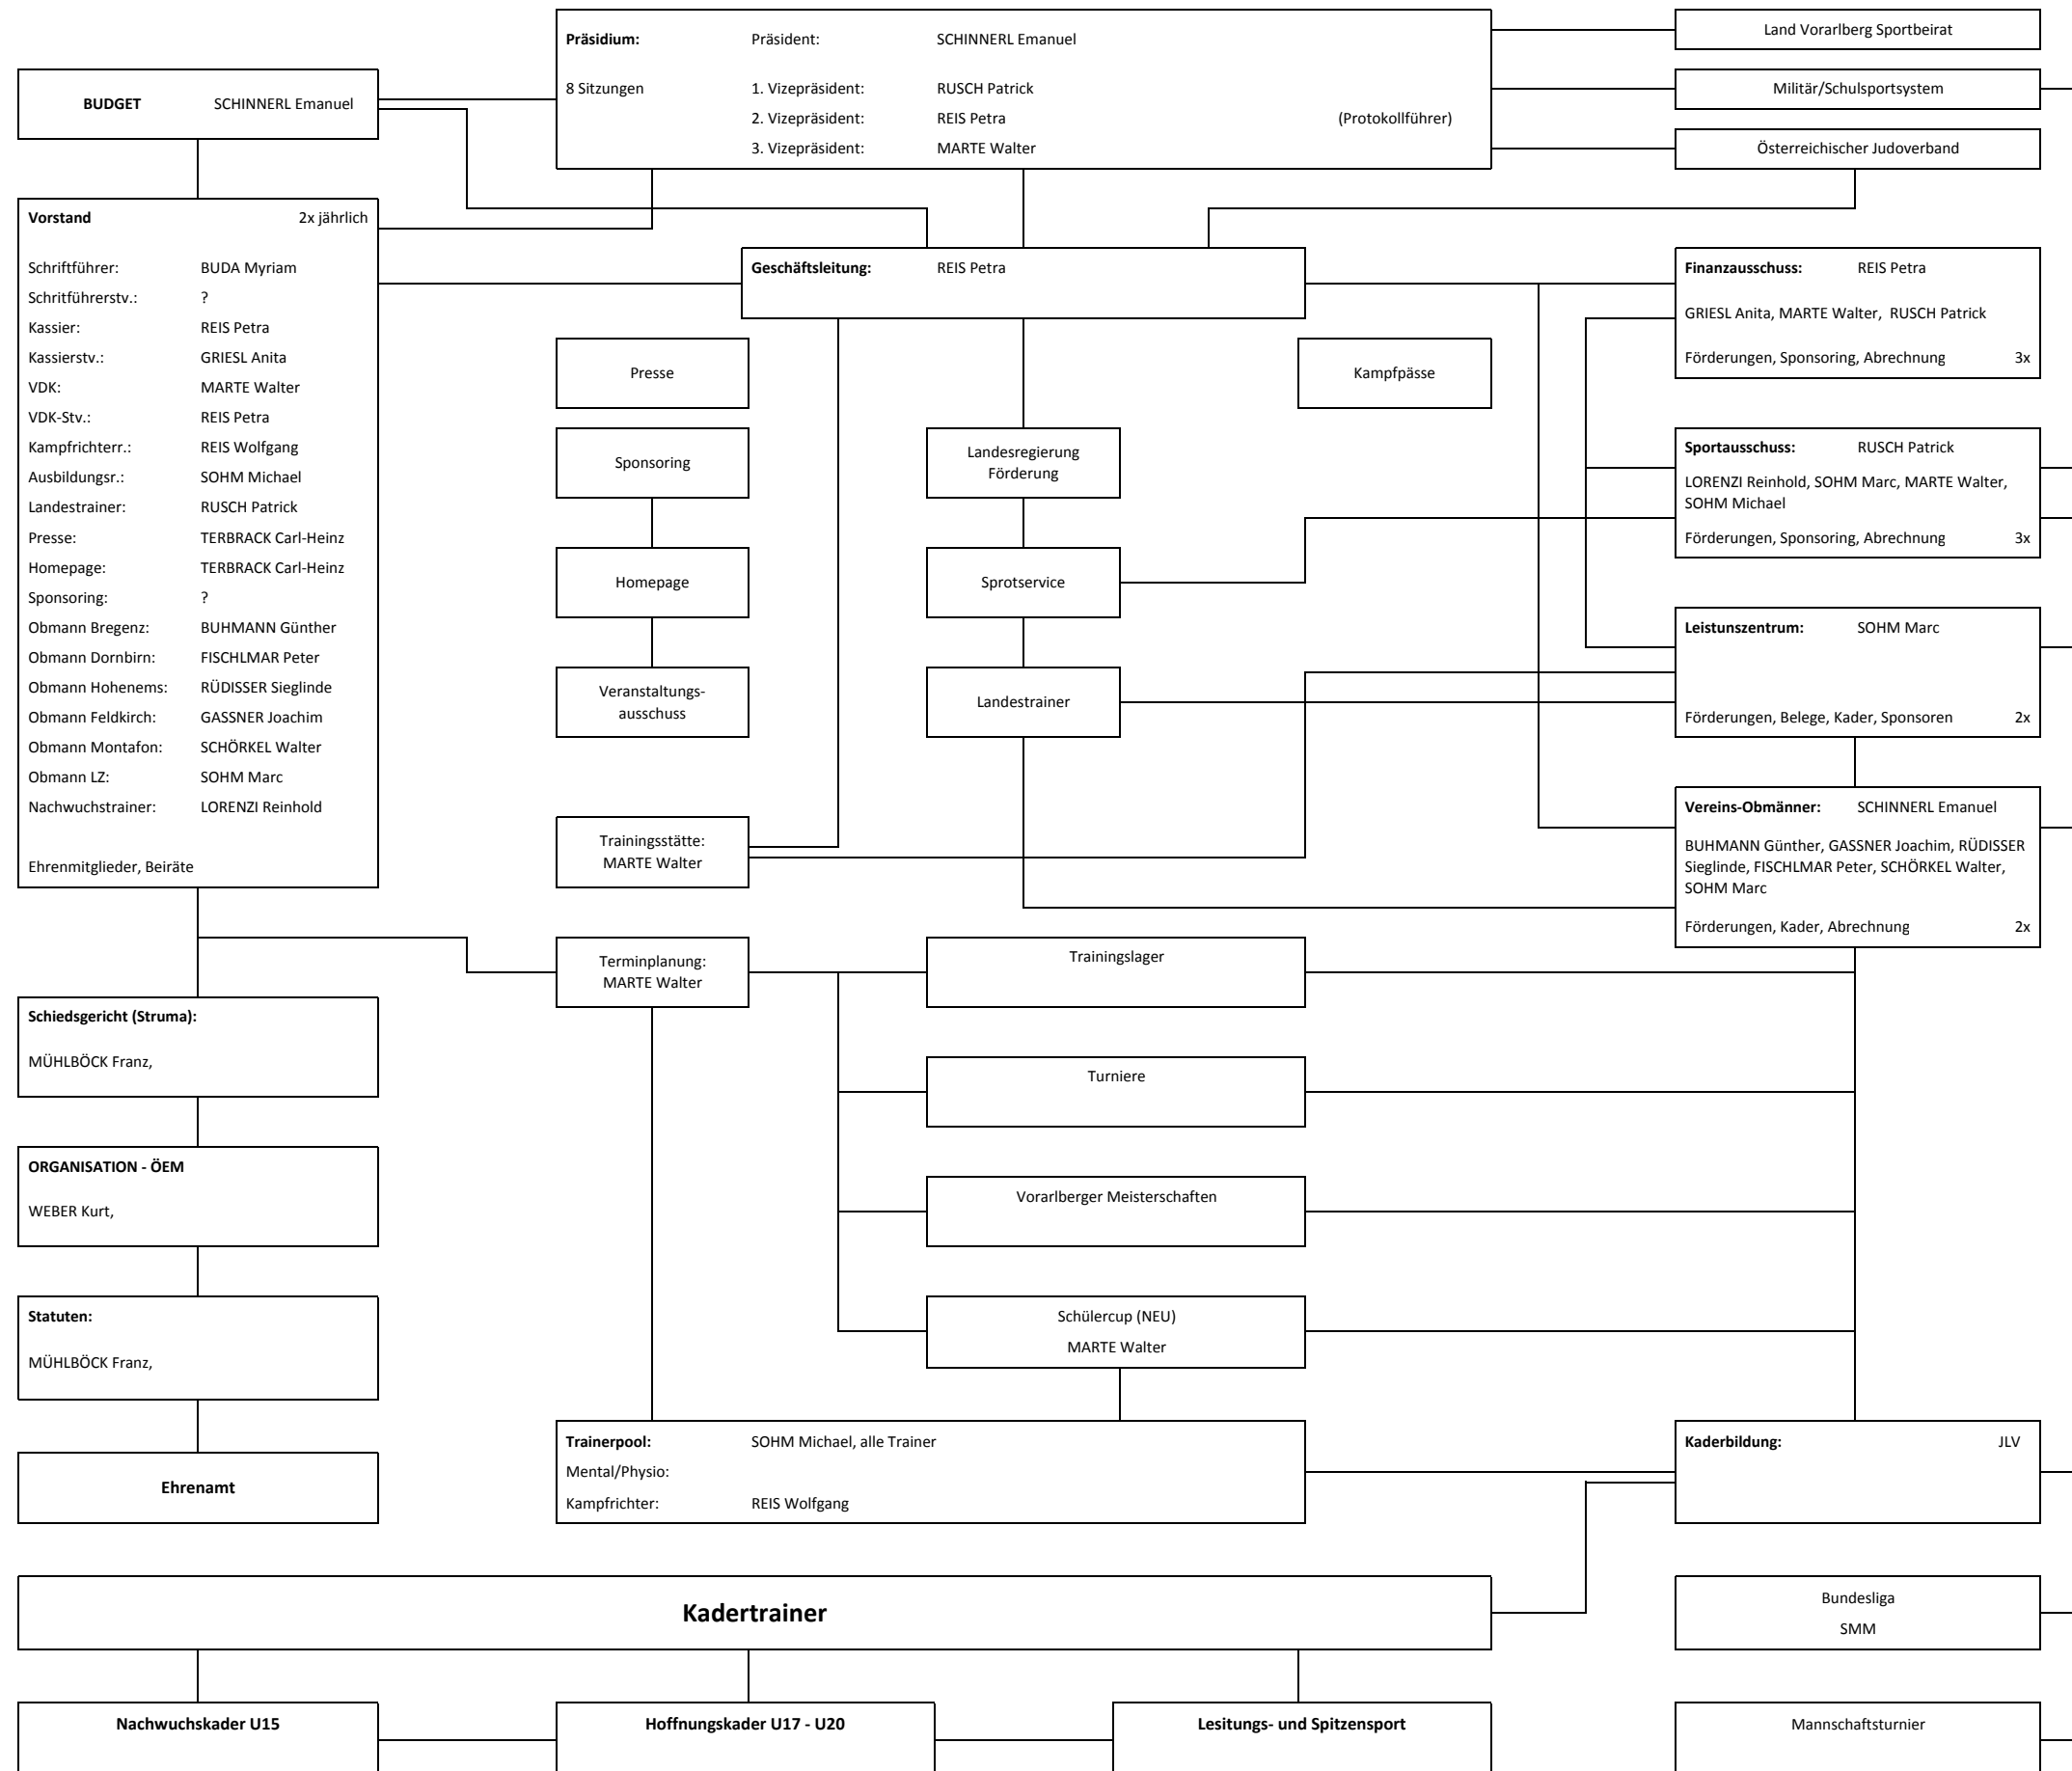 Präsidium: Präsident: SCHINNERL Emanuel
8 Sitzungen 1. Vizepräsident: RUSCH Patrick
2. Vizepräsident: REIS Petra (Protokollführer)
3. Vizepräsident: MARTE Walter
Land Vorarlberg Sportbeirat
Militär/Schulsportsystem
Österreichischer Judoverband
BUDGET SCHINNERL Emanuel
Vorstand 2x jährlich
Schriftführer: BUDA Myriam
Schritführerstv.: ?
Kassier: REIS Petra
Kassierstv.: GRIESL Anita
VDK: MARTE Walter
VDK-Stv.: REIS Petra
Kampfrichterr.: REIS Wolfgang
Ausbildungsr.: SOHM Michael
Landestrainer: RUSCH Patrick
Presse: TERBRACK Carl-Heinz
Homepage: TERBRACK Carl-Heinz
Sponsoring: ?
Obmann Bregenz: BUHMANN Günther
Obmann Dornbirn: FISCHLMAR Peter
Obmann Hohenems: RÜDISSER Sieglinde
Obmann Feldkirch: GASSNER Joachim
Obmann Montafon: SCHÖRKEL Walter
Obmann LZ: SOHM Marc
Nachwuchstrainer: LORENZI Reinhold
Ehrenmitglieder, Beiräte
Geschäftsleitung: REIS Petra
Presse
Kampfpässe
Sponsoring
Landesregierung
Förderung
Homepage
Sprotservice
Veranstaltungs-
ausschuss
Landestrainer
Trainingsstätte:
MARTE Walter
Finanzausschuss: REIS Petra
GRIESL Anita, MARTE Walter, RUSCH Patrick
Förderungen, Sponsoring, Abrechnung 3x
Sportausschuss: RUSCH Patrick
LORENZI Reinhold, SOHM Marc, MARTE Walter,
SOHM Michael
Förderungen, Sponsoring, Abrechnung 3x
Leistunszentrum: SOHM Marc
Förderungen, Belege, Kader, Sponsoren 2x
Vereins-Obmänner: SCHINNERL Emanuel
BUHMANN Günther, GASSNER Joachim, RÜDISSER
Sieglinde, FISCHLMAR Peter, SCHÖRKEL Walter,
SOHM Marc
Förderungen, Kader, Abrechnung 2x
Terminplanung:
MARTE Walter
Trainingslager
Turniere
Vorarlberger Meisterschaften
Schülercup (NEU)
MARTE Walter
Schiedsgericht (Struma):
MÜHLBÖCK Franz,
ORGANISATION - ÖEM
WEBER Kurt,
Statuten:
MÜHLBÖCK Franz,
Ehrenamt
Trainerpool: SOHM Michael, alle Trainer
Mental/Physio:
Kampfrichter: REIS Wolfgang
Kaderbildung: JLV
Kadertrainer
Bundesliga
SMM
Nachwuchskader U15
Hoffnungskader U17 - U20
Lesitungs- und Spitzensport
Mannschaftsturnier